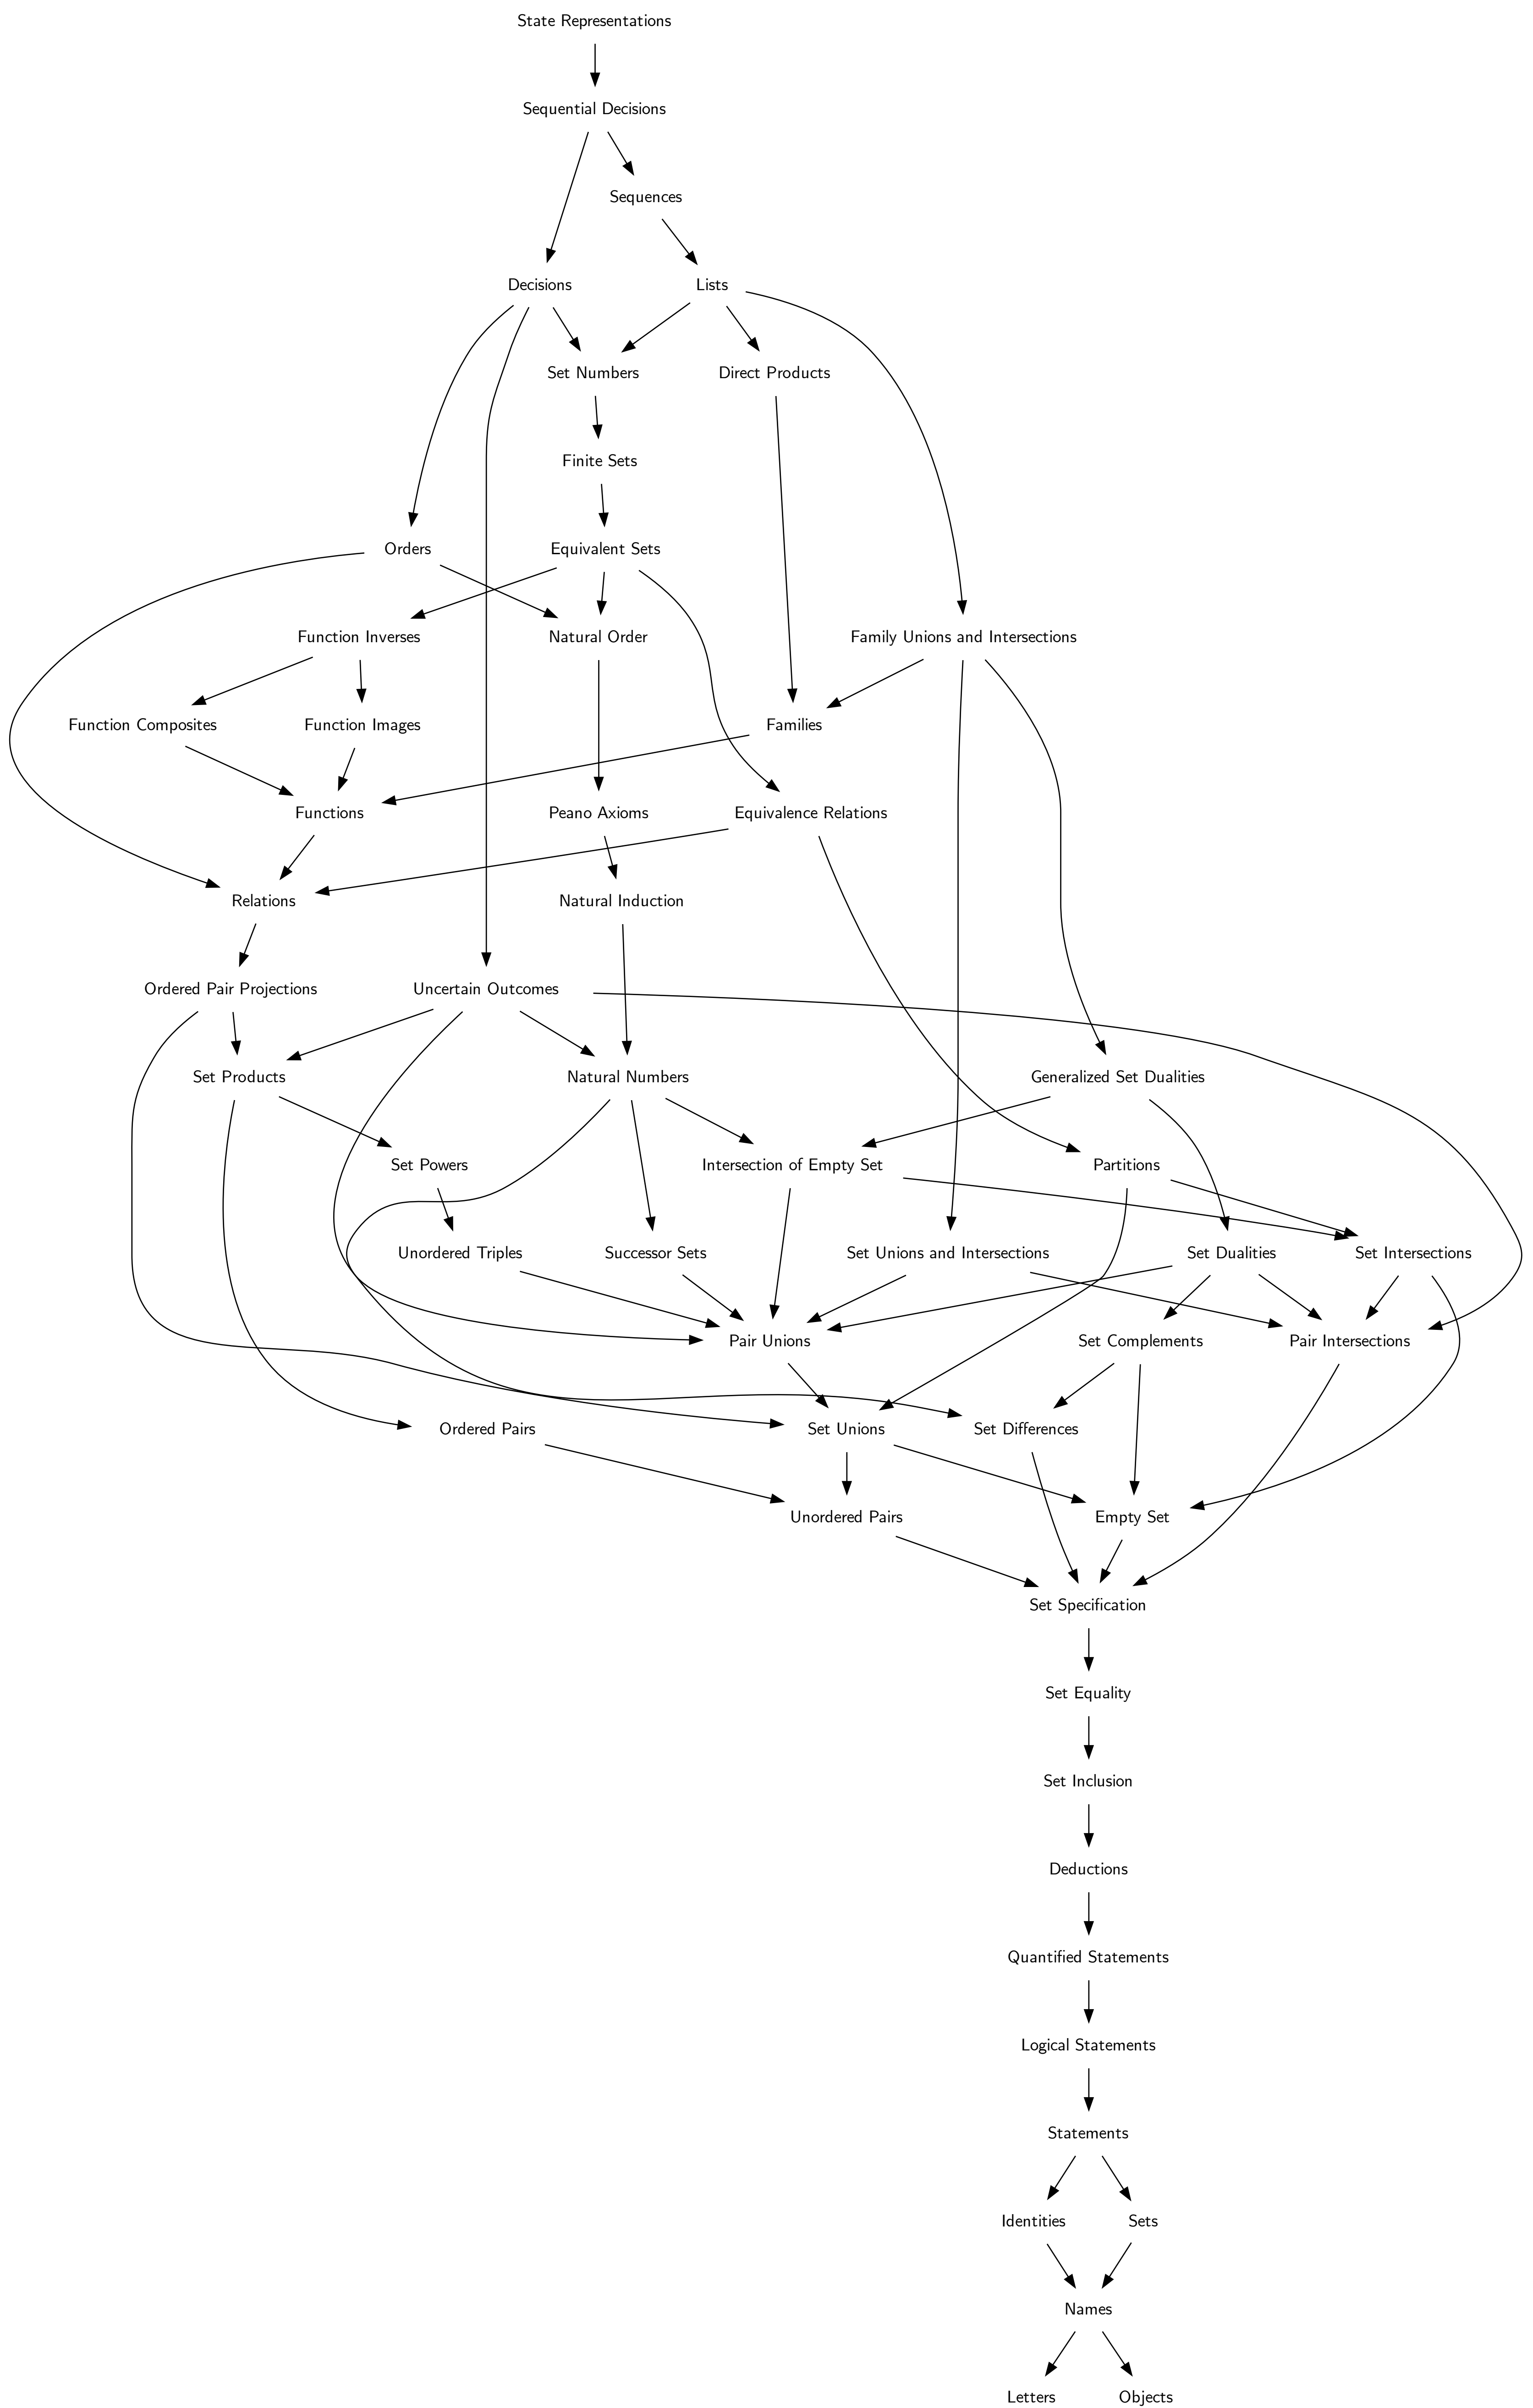 State Representations
Sequential Decisions
Sequences
Decisions
Lists
Set Numbers
Direct Products
Finite Sets
Orders
Equivalent Sets
Function Inverses
Natural Order
Family Unions and Intersections
Function Composites
Function Images
Families
Functions
Peano Axioms
Equivalence Relations
Relations
Natural Induction
Ordered Pair Projections
Uncertain Outcomes
Set Products
Natural Numbers
Generalized Set Dualities
Set Powers
Intersection of Empty Set
Partitions
Unordered Triples
Successor Sets
Set Unions and Intersections
Set Dualities
Set Intersections
Pair Unions
Set Complements
Pair Intersections
Ordered Pairs
Set Unions
Set Differences
Unordered Pairs
Empty Set
Set Specification
Set Equality
Set Inclusion
Deductions
Quantified Statements
Logical Statements
Statements
Identities
Sets
Names
Letters
Objects